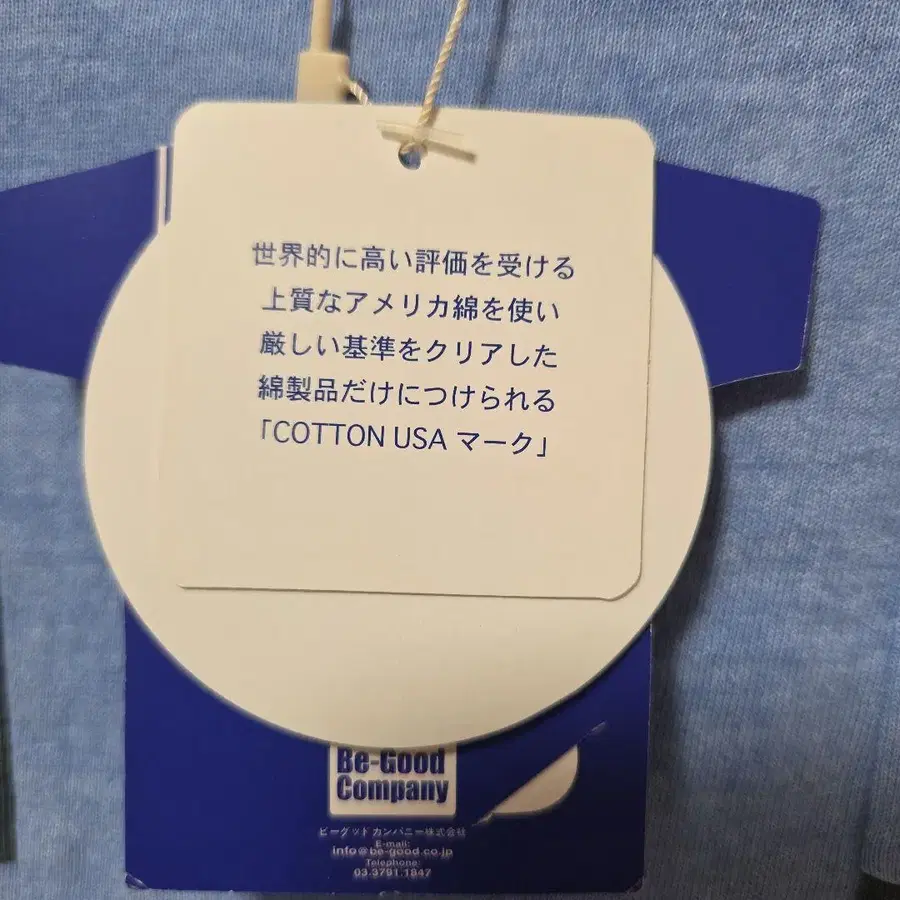 世界的に高い評価を受ける
上質なアメリカ綿を使い
厳しい基準をクリアした
綿製品だけにつけられる
「COTTON USA マーク」
Be-Good
Company
ビーグッドカンパニー株式会社
E-mail:
info@be-good.co.jp
Telephone:
03.3791.1847